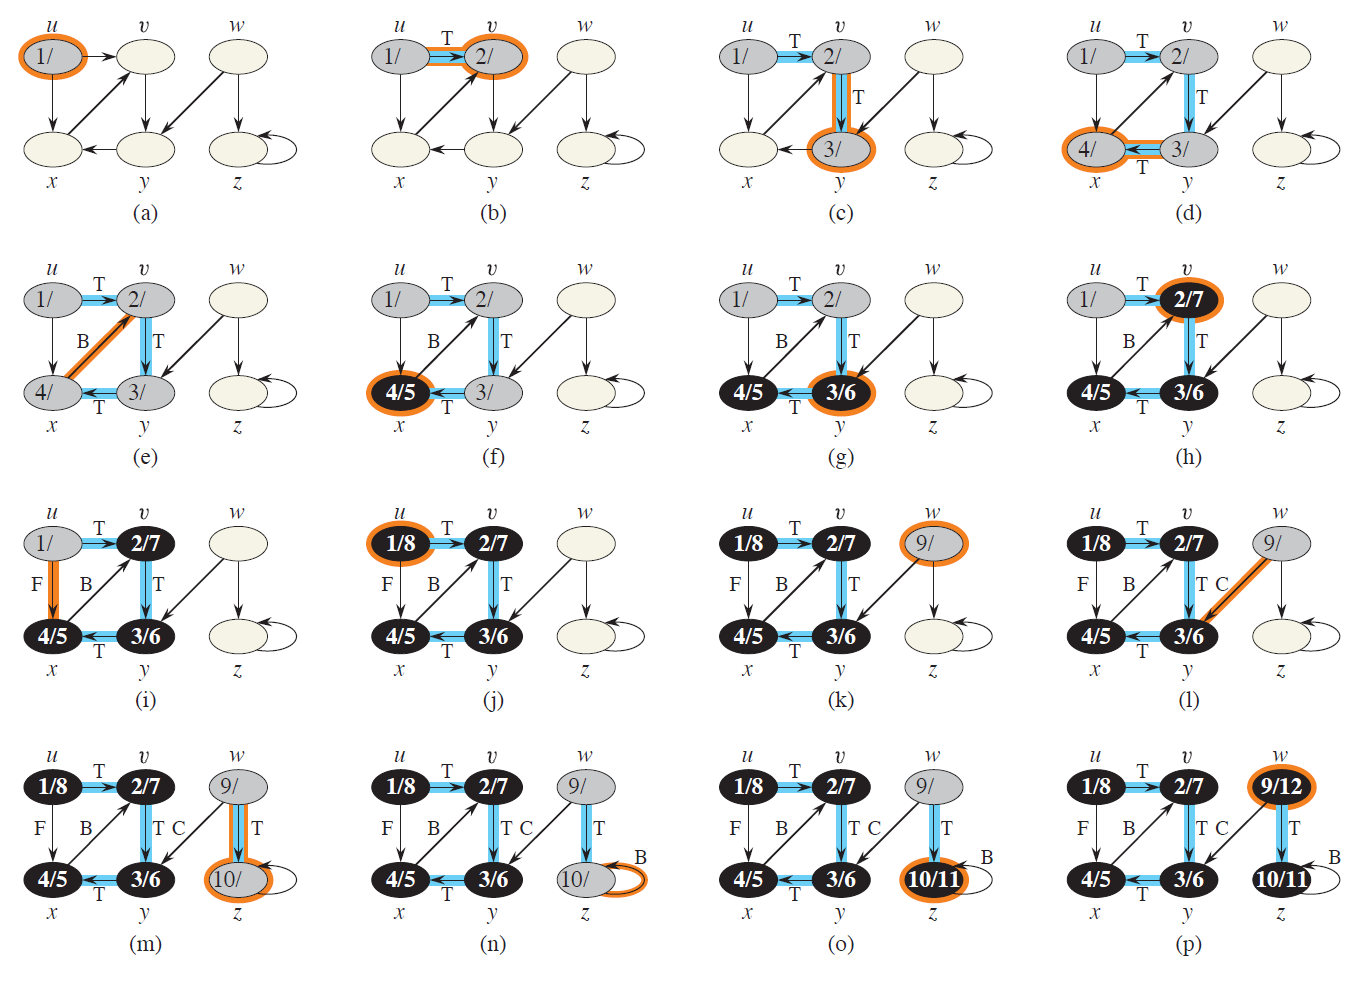 u v w u v w u v w u v w
1/ T 1/ 2/ T 1/ 2/ T 1/ 2/
T T
3/ 4/ 3/
T
x y z x y z x y z x y z
(a) (b) (c) (d)
u v w u v w u v w u v w
T T T T
1/ 2/ 1/ 2/ 1/ 2/ 1/ 2/7
B T B T B T B T
4/ 3/ 4/5 3/ 4/5 3/6 4/5 3/6
T T T T
x y z x y z x y z x y z
(e) (f) (g) (h)
u v w u v w u v w u v w
T T T T
1/ 2/7 1/8 2/7 1/8 2/7 9/ 1/8 2/7 9/
F B T F B T F B T F B T C
4/5 3/6 4/5 3/6 4/5 3/6 4/5 3/6
T T T T
x y z x y z x y z x y z
(i) (j) (k) (l)
u v w u v w u v w u v w
T T T T
1/8 2/7 9/ 1/8 2/7 9/ 1/8 2/7 9/ 1/8 2/7 9/12
F B T C T F B T C T F B T C T F B T C T
B B B
4/5 3/6 10/ 4/5 3/6 10/ 4/5 3/6 10/11 4/5 3/6 10/11
T T T T
x y z x y z x y z x y z
(m) (n) (o) (p)